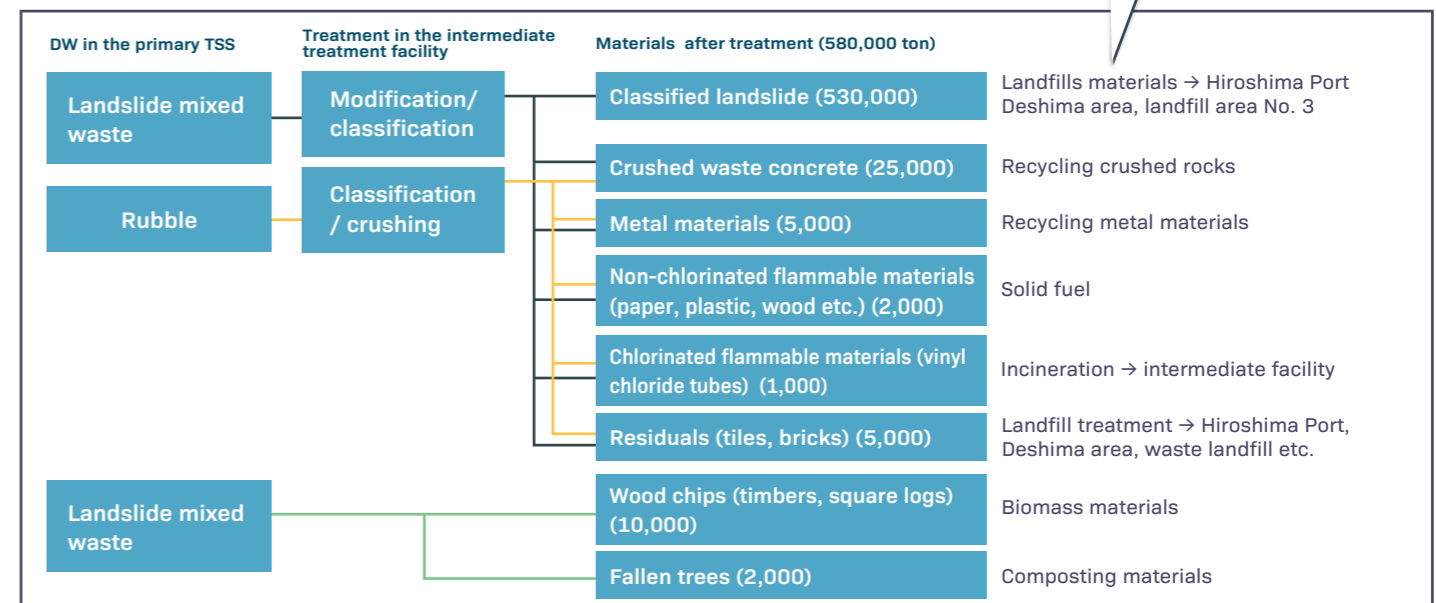 DW in the primary TSS
Treatment in the intermediate
treatment facility
Materials after treatment (580,000 ton)
Landslide mixed
waste
Modification/
classification
Classified landslide (530,000)
Landfills materials → Hiroshima Port
Deshima area, landfill area No. 3
Rubble
Classification
/ crushing
Crushed waste concrete (25,000)
Recycling crushed rocks
Metal materials (5,000)
Recycling metal materials
Non-chlorinated flammable materials
(paper, plastic, wood etc.) (2,000)
Solid fuel
Chlorinated flammable materials (vinyl
chloride tubes) (1,000)
Incineration → intermediate facility
Residuals (tiles, bricks) (5,000)
Landfill treatment → Hiroshima Port,
Deshima area, waste landfill etc.
Landslide mixed
waste
Wood chips (timbers, square logs)
(10,000)
Biomass materials
Fallen trees (2,000)
Composting materials